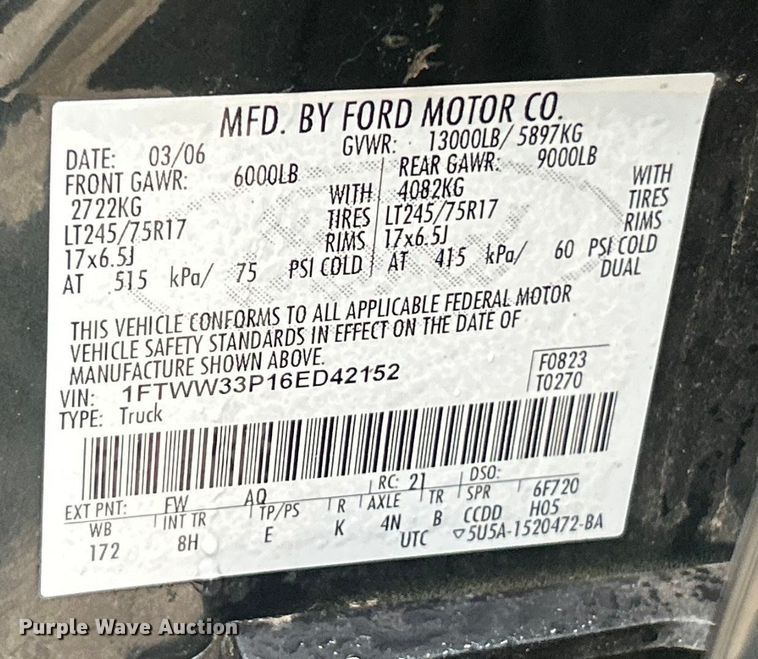 MFD. BY FORD MOTOR CO.
DATE: 03/06 GVWR: 13000LB/ 5897KG
FRONT GAWR: 6000LB REAR GAWR: 9000LB
2722KG WITH 4082KG WITH
LT245/75R17 TIRES LT245/75R17 TIRES
17x6.5J RIMS 17x6.5J RIMS
AT 515 kPa/ 75 PSI COLD AT 415 kPa/ 60 PSI COLD
DUAL
THIS VEHICLE CONFORMS TO ALL APPLICABLE FEDERAL MOTOR
VEHICLE SAFETY STANDARDS IN EFFECT ON THE DATE OF
MANUFACTURE SHOWN ABOVE.
VIN: 1FTWW33P16ED42152 F0823
TYPE: Truck T0270
EXT PNT: FW AQ RC: 21 DSO:
WB INT TR TP/PS R AXLE TR SPR 6F720
172 8H E K 4N B CCDD H05
UTC ▽5U5A-1520472-BA
Purple Wave Auction